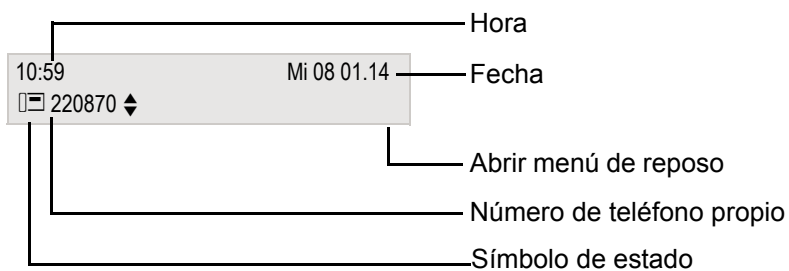 Hora
10:59 Mi 08 01.14
Fecha
220870
Abrir menú de reposo
Número de teléfono propio
Símbolo de estado